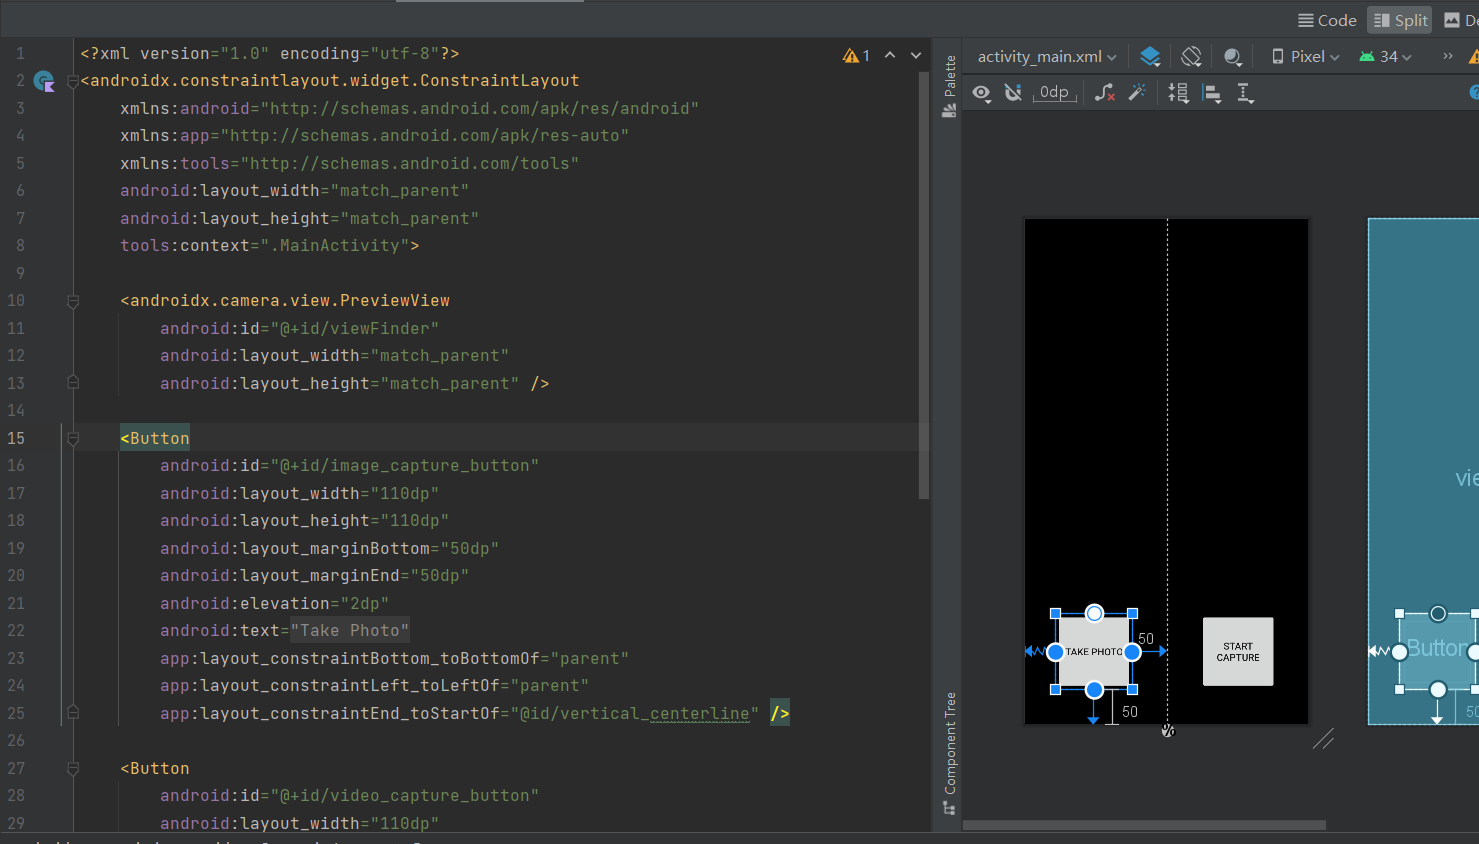 Code Split De
1 <?xml version="1.0" encoding="utf-8"?> 1
2 <androidx.constraintlayout.widget.ConstraintLayout
3 xmlns:android="http://schemas.android.com/apk/res/android"
4 xmlns:app="http://schemas.android.com/apk/res-auto"
5 xmlns:tools="http://schemas.android.com/tools"
6 android:layout_width="match_parent"
7 android:layout_height="match_parent"
8 tools:context=".MainActivity">
9
10 <androidx.camera.view.PreviewView
11 android:id="@+id/viewFinder"
12 android:layout_width="match_parent"
13 android:layout_height="match_parent" />
14
15 <Button
16 android:id="@+id/image_capture_button"
17 android:layout_width="110dp"
18 android:layout_height="110dp"
19 android:layout_marginBottom="50dp"
20 android:layout_marginEnd="50dp"
21 android:elevation="2dp"
22 android:text="Take Photo"
23 app:layout_constraintBottom_toBottomOf="parent"
24 app:layout_constraintLeft_toLeftOf="parent"
25 app:layout_constraintEnd_toStartOf="@id/vertical_centerline" />
26
27 <Button
28 android:id="@+id/video_capture_button"
29 android:layout_width="110dp"
Palette
Component Tree
activity_main.xml Pixel 34 »
0dp
TAKE PHOTO
50
START
CAPTURE
50
%
vie
Button
50